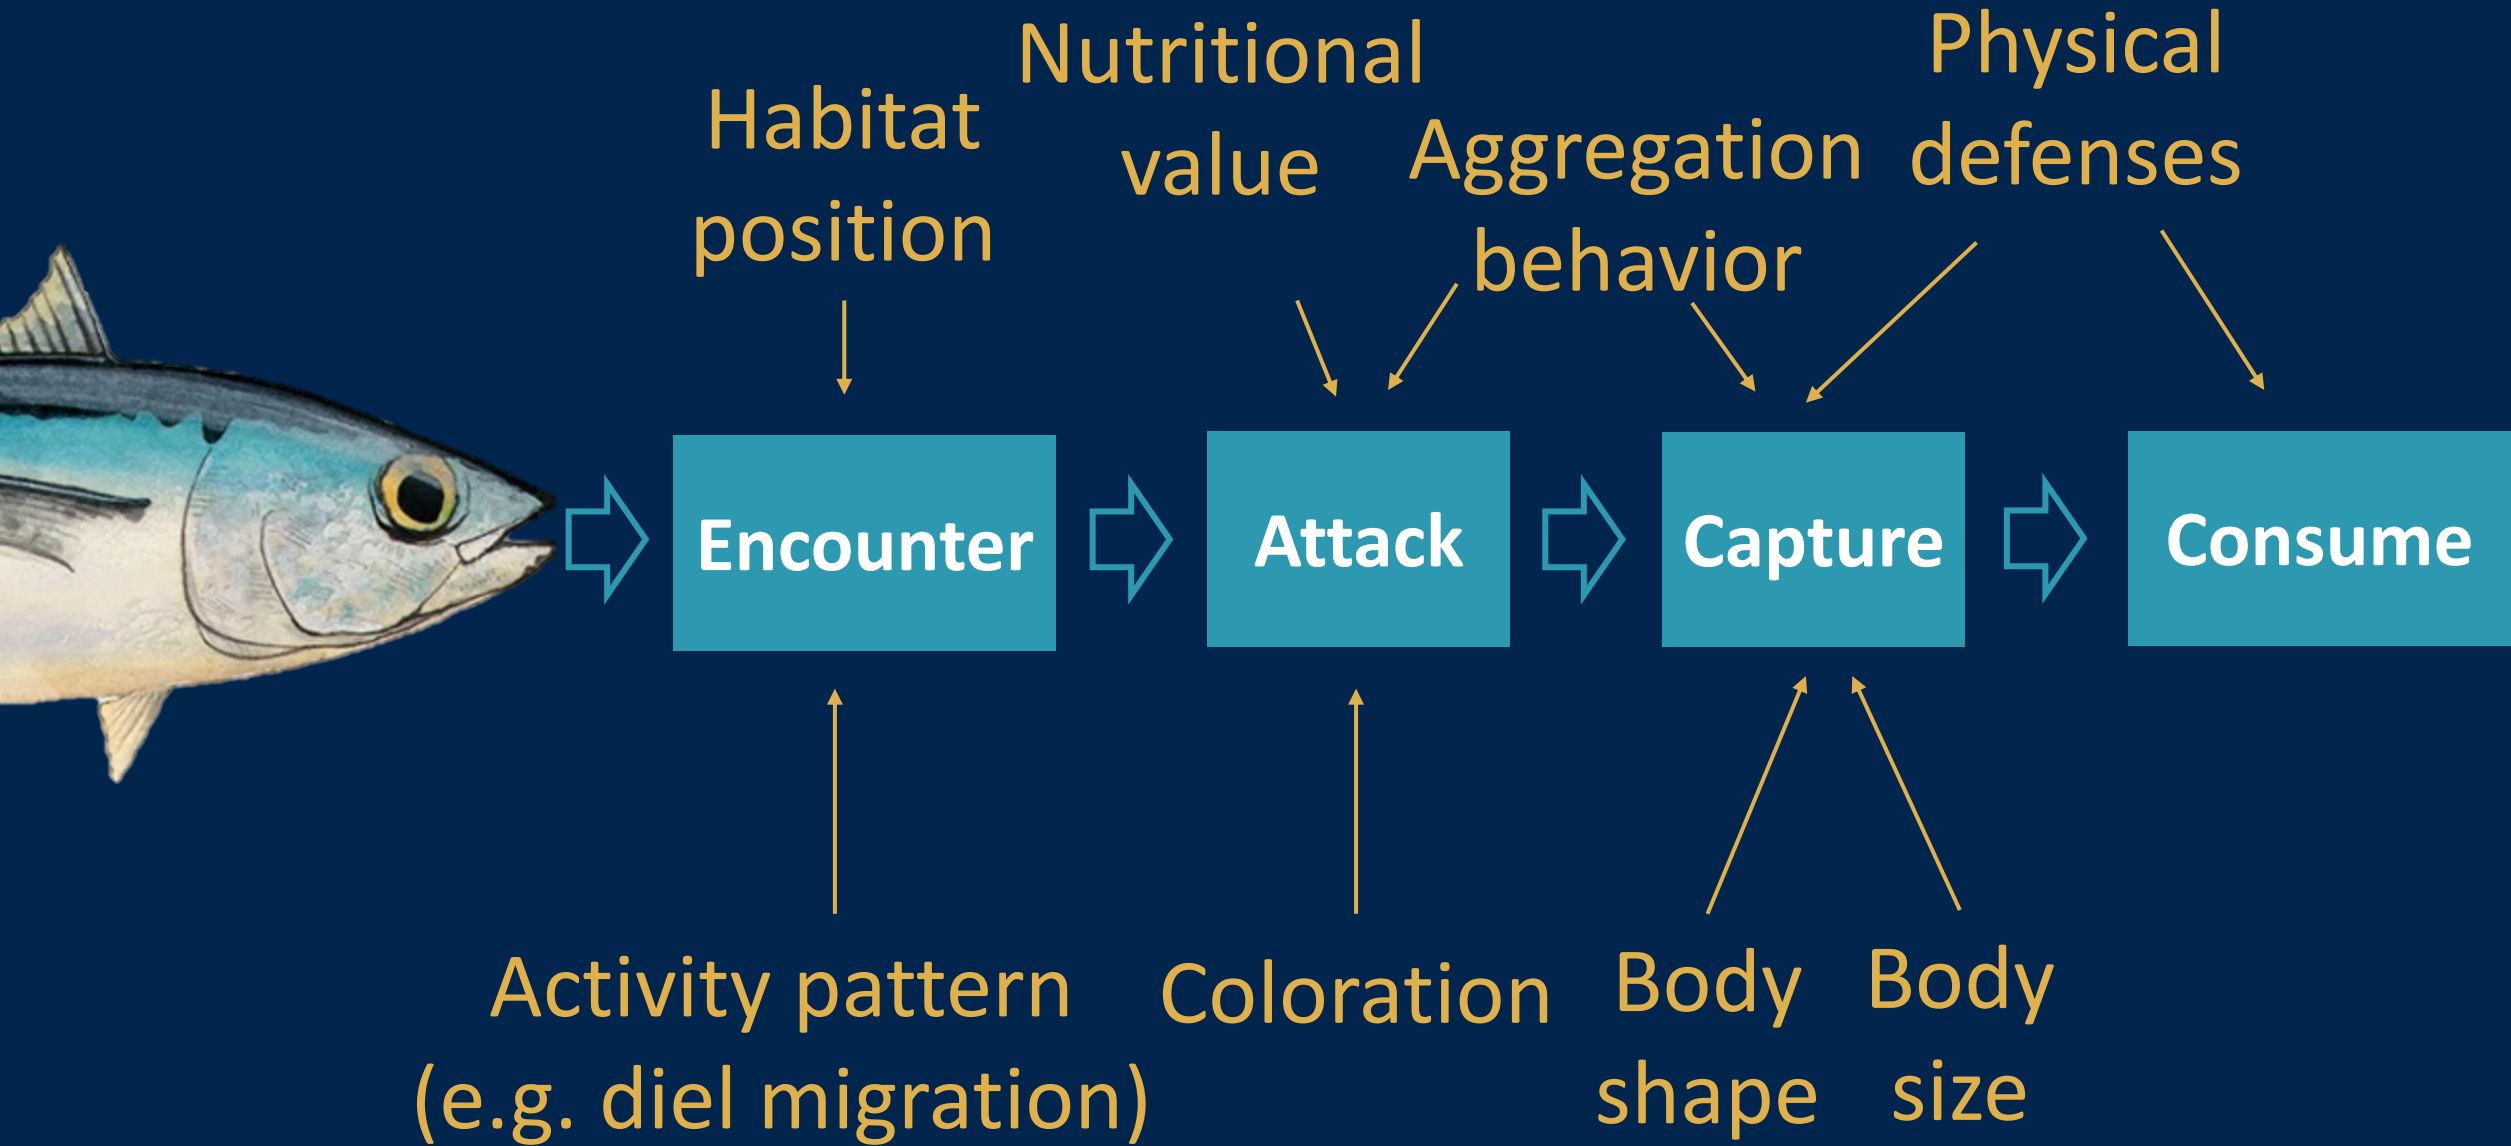 Habitat
position
Nutritional
value
Aggregation
behavior
Physical
defenses
Encounter
Attack
Capture
Consume
Activity pattern
(e.g. diel migration)
Coloration
Body
shape
Body
size